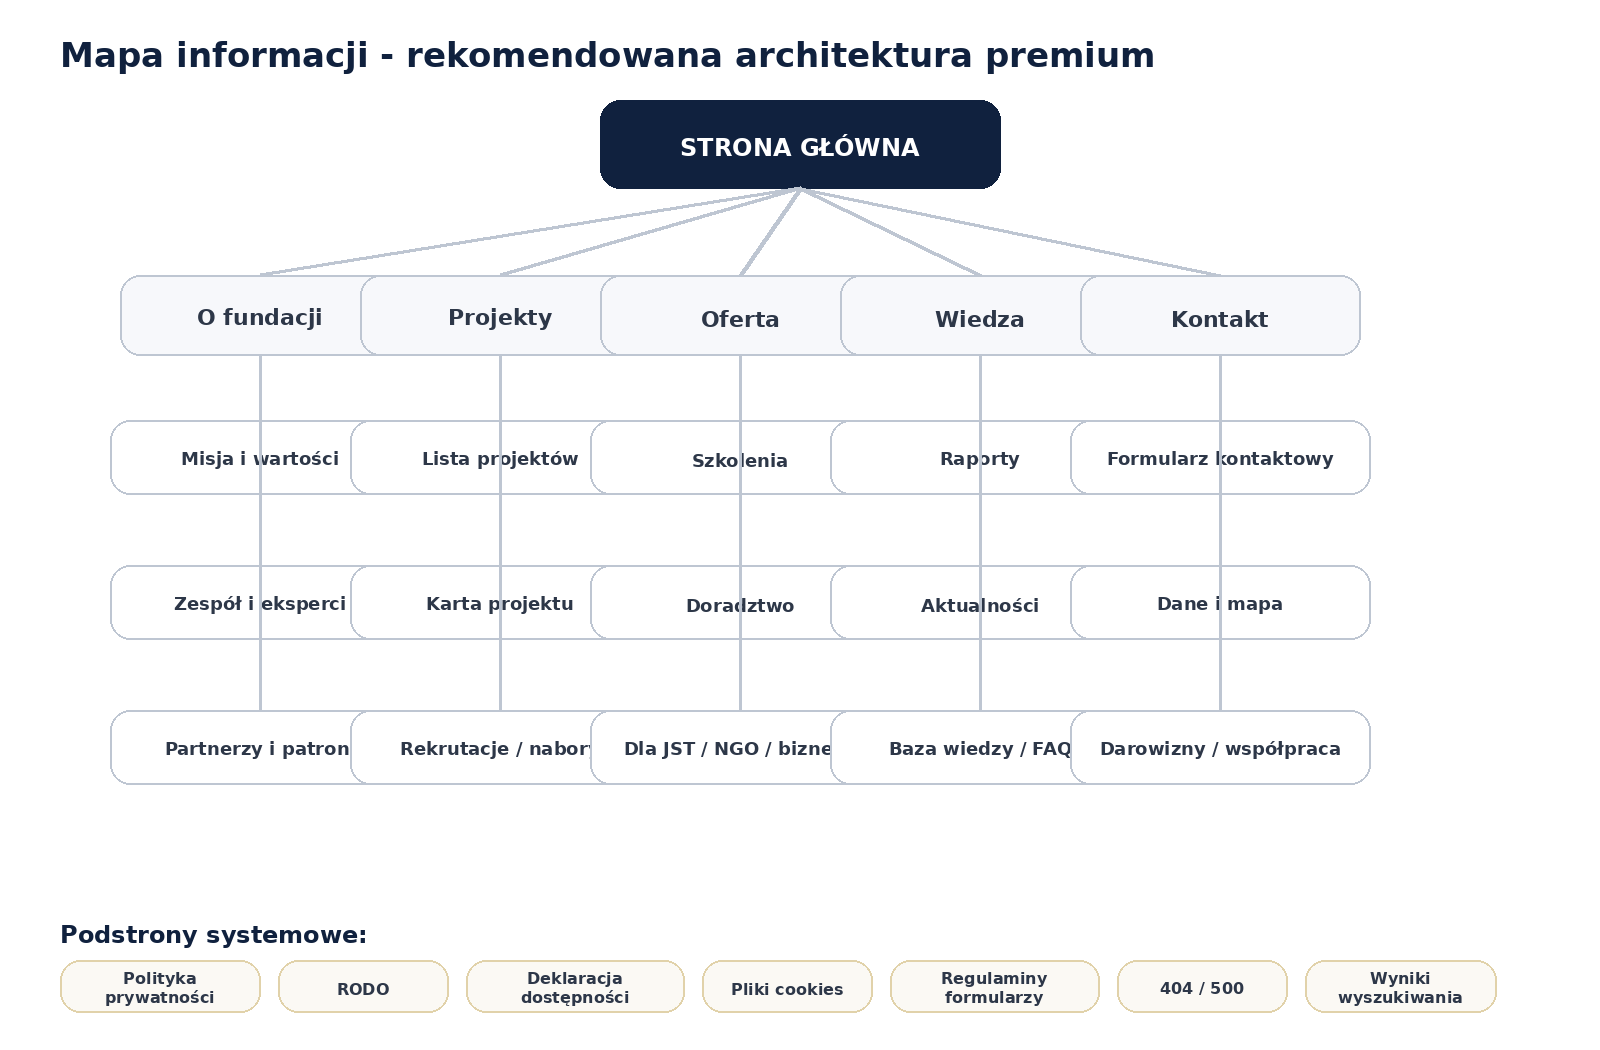 Mapa informacji - rekomendowana architektura premium
STRONA GŁÓWNA
O fundacji
Projekty
Oferta
Wiedza
Kontakt
Misja i wartości
Lista projektów
Szkolenia
Raporty
Formularz kontaktowy
Zespół i eksperci
Karta projektu
Doradztwo
Aktualności
Dane i mapa
Partnerzy i patron
Rekrutacje / nabory
Dla JST / NGO / bizne
Baza wiedzy / FAQ
Darowizny / współpraca
Podstrony systemowe:
Polityka
prywatności
RODO
Deklaracja
dostępności
Pliki cookies
Regulaminy
formularzy
404 / 500
Wyniki
wyszukiwania